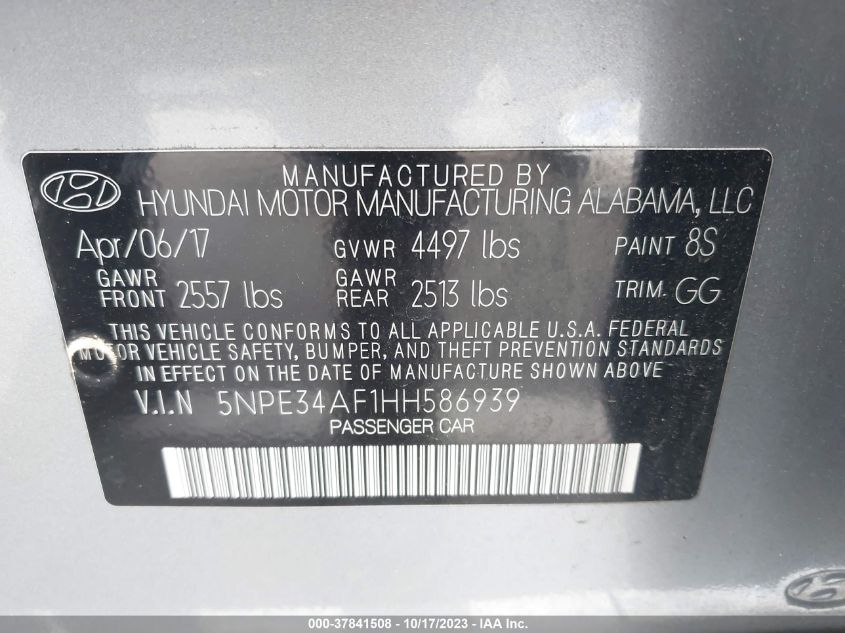 MANUFACTURED BY
HYUNDAI MOTOR MANUFACTURING ALABAMA, LLC
Apr/06/17 GVWR 4497 lbs PAINT 8S
GAWR FRONT 2557 lbs GAWR REAR 2513 lbs TRIM GG
THIS VEHICLE CONFORMS TO ALL APPLICABLE U.S.A. FEDERAL
MOTOR VEHICLE SAFETY, BUMPER, AND THEFT PREVENTION STANDARDS
IN EFFECT ON THE DATE OF MANUFACTURE SHOWN ABOVE
V.I.N 5NPE34AF1HH586939
PASSENGER CAR
000-37841508 - 10/17/2023 - IAA Inc.